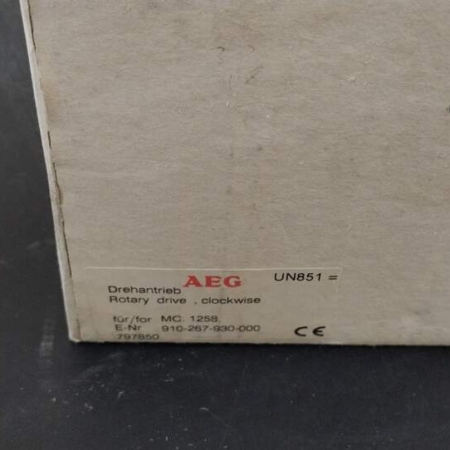 Drehantrieb AEG UN851 =
Rotary drive , clockwise
für/for MC. 1258.
E-Nr 910-267-930-000
797850 CE